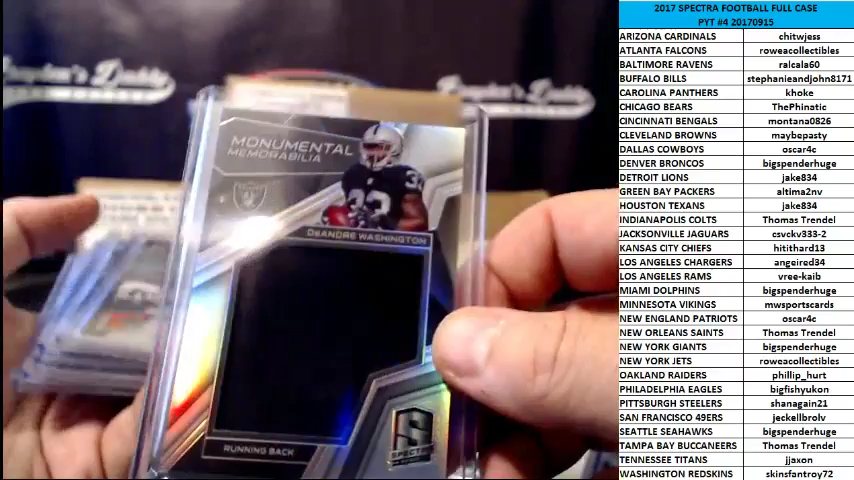 Brayden's Daddy
MONUMENTAL
MEMORABILIA
DeANDRE WASHINGTON
RUNNING BACK
SPECTRA
2017 SPECTRA FOOTBALL FULL CASE
PYT #4 20170915
ARIZONA CARDINALS chitwjess
ATLANTA FALCONS roweacollectibles
BALTIMORE RAVENS ralcala60
BUFFALO BILLS stephanieandjohn8171
CAROLINA PANTHERS khoke
CHICAGO BEARS ThePhinatic
CINCINNATI BENGALS montana0826
CLEVELAND BROWNS maybepasty
DALLAS COWBOYS oscar4c
DENVER BRONCOS bigspenderhuge
DETROIT LIONS jake834
GREEN BAY PACKERS altima2nv
HOUSTON TEXANS jake834
INDIANAPOLIS COLTS Thomas Trendel
JACKSONVILLE JAGUARS csvckv333-2
KANSAS CITY CHIEFS hitithard13
LOS ANGELES CHARGERS angeired34
LOS ANGELES RAMS vree-kaib
MIAMI DOLPHINS bigspenderhuge
MINNESOTA VIKINGS mwsportscards
NEW ENGLAND PATRIOTS oscar4c
NEW ORLEANS SAINTS Thomas Trendel
NEW YORK GIANTS bigspenderhuge
NEW YORK JETS roweacollectibles
OAKLAND RAIDERS phillip_hurt
PHILADELPHIA EAGLES bigfishyukon
PITTSBURGH STEELERS shanagain21
SAN FRANCISCO 49ERS jeckellbrolv
SEATTLE SEAHAWKS bigspenderhuge
TAMPA BAY BUCCANEERS Thomas Trendel
TENNESSEE TITANS jjaxon
WASHINGTON REDSKINS skinsfantroy72